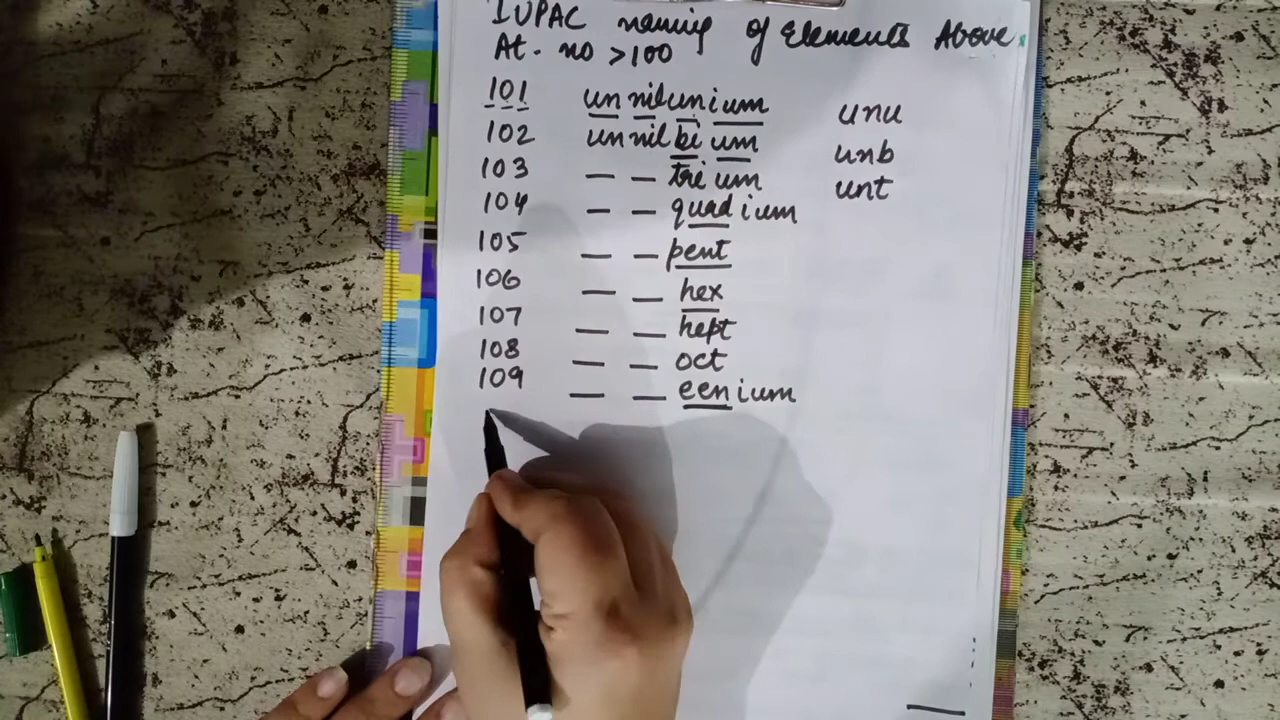 IUPAC naming of Elements Above
At. no >100
101 unnilunium unu
102 unnilbium unb
103 — — trium unt
104 — — quadium
105 — — pent
106 — — hex
107 — — hept
108 — — oct
109 — — eenium